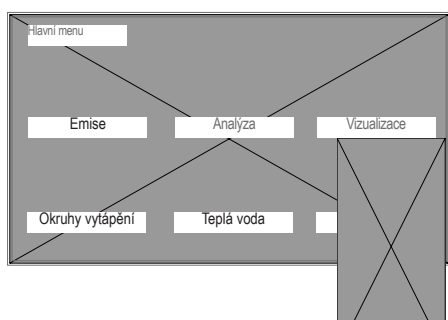 Hlavní menu
Emise
Analýza
Vizualizace
Okruhy vytápění
Teplá voda